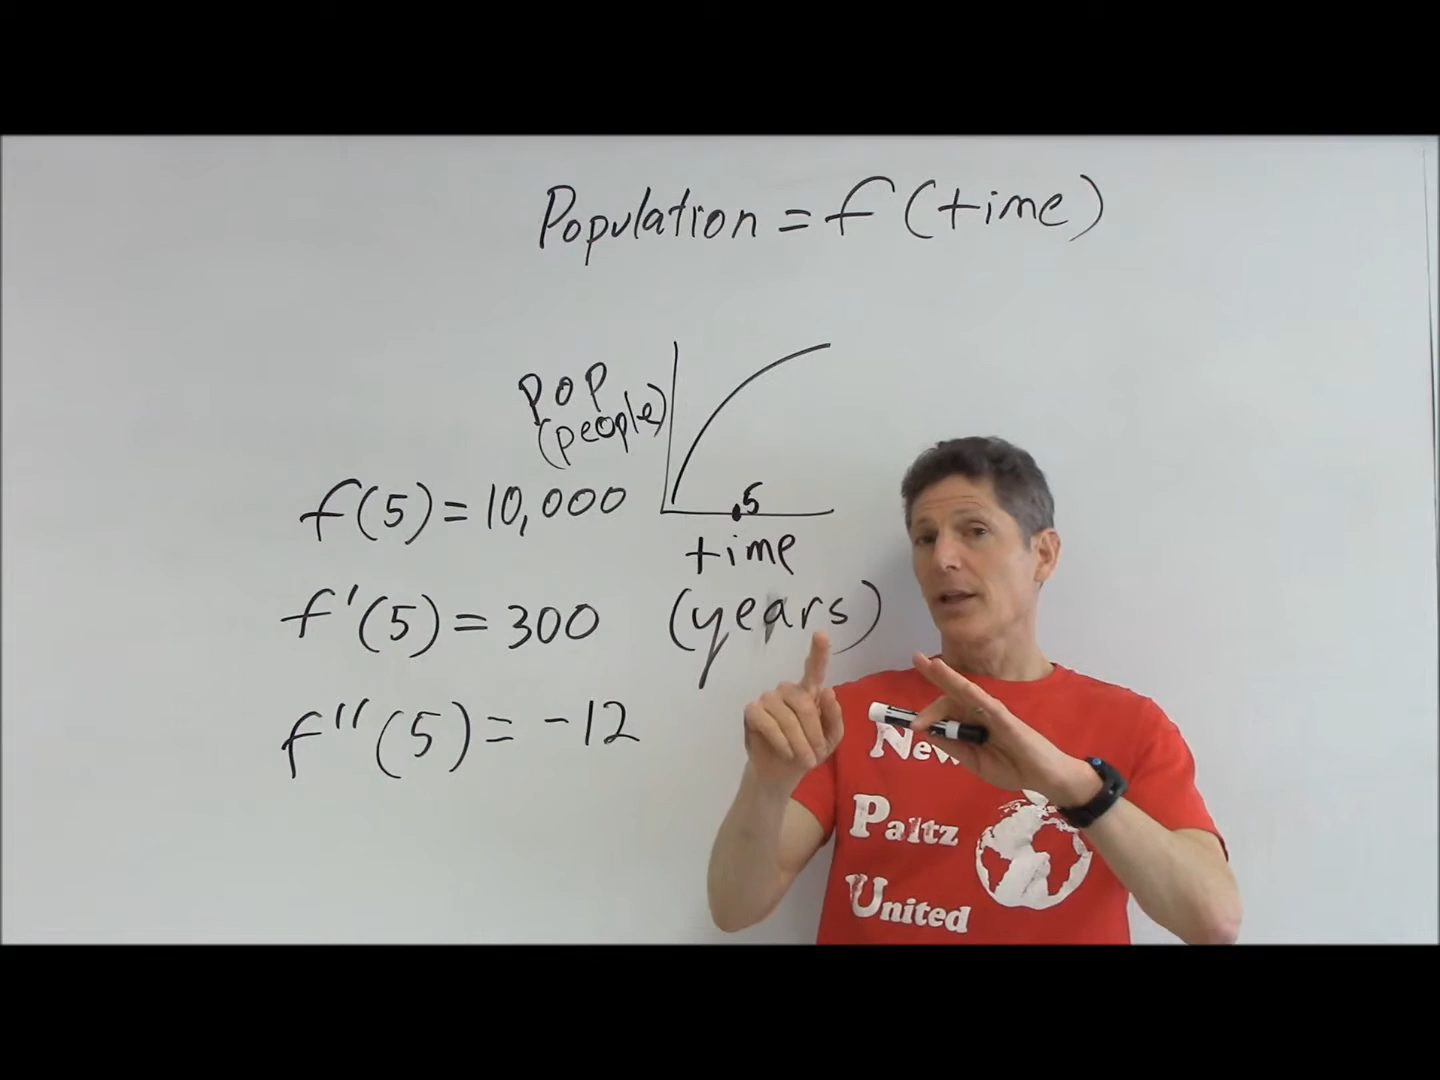 Population = f(time)
pop
(people)
5
time
(years)
f(5) = 10,000
f'(5) = 300
f''(5) = -12
New
Paltz
United